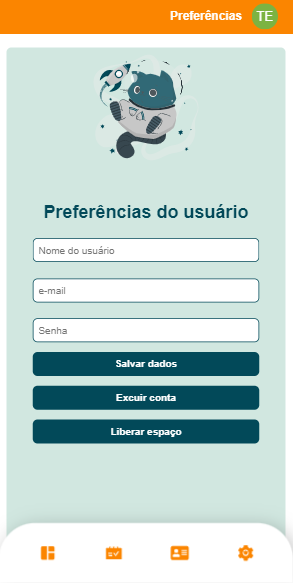 Preferências TE
Preferências do usuário
Nome do usuário
e-mail
Senha
Salvar dados
Excuir conta
Liberar espaço